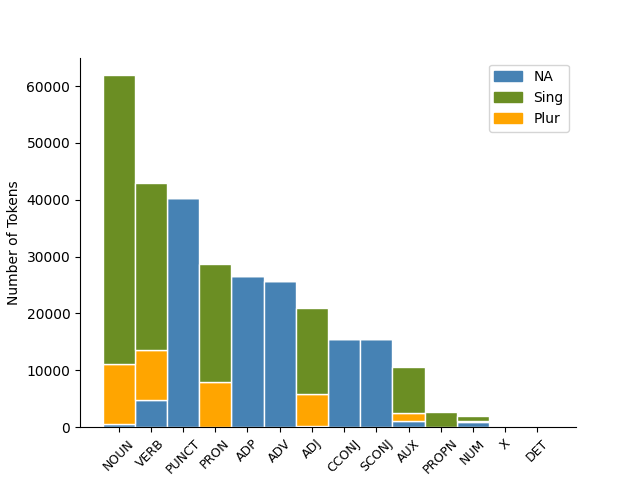 NA
Sing
Plur
Number of Tokens
60000
50000
40000
30000
20000
10000
0
NOUN
VERB
PUNCT
PRON
ADP
ADV
ADJ
CCONJ
SCONJ
AUX
PROPN
NUM
X
DET